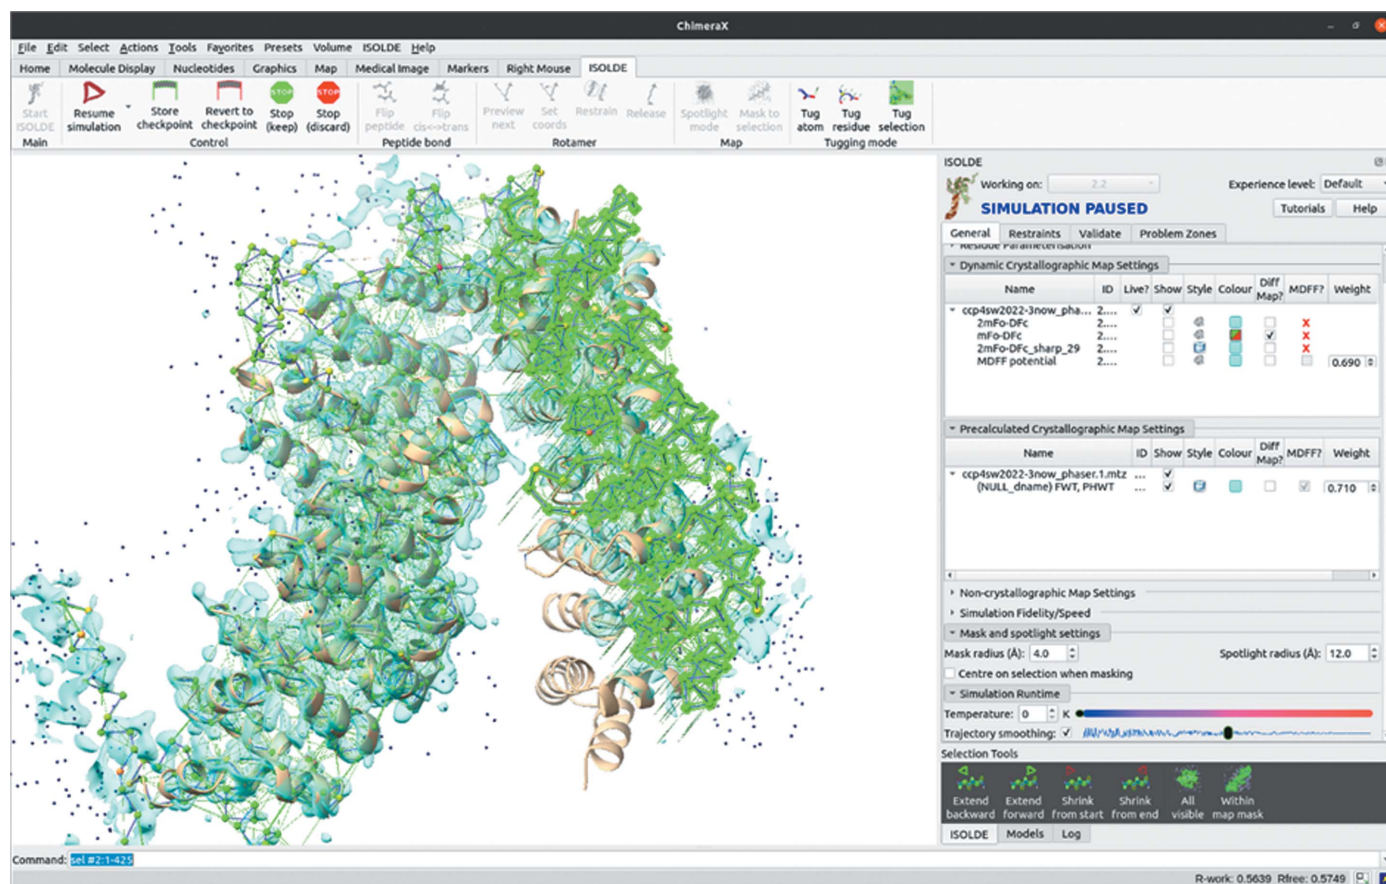 ChimeraX
File Edit Select Actions Tools Favorites Presets Volume ISOLDE Help
Home Molecule Display Nucleotides Graphics Map Medical Image Markers Right Mouse ISOLDE
Start ISOLDE
Resume simulation
Store checkpoint
Revert to checkpoint
STOP
Stop (keep)
STOP
Stop (discard)
Flip peptide
Flip cis<->trans
Preview next
Set coords
Restrain
Release
Spotlight mode
Mask to selection
Tug atom
Tug residue
Tug selection
Main Control Peptide bond Rotamer Map Tugging mode
ISOLDE
Working on: 2.2 Experience level: Default
SIMULATION PAUSED Tutorials Help
General Restraints Validate Problem Zones
Residue Parameterisation
Dynamic Crystallographic Map Settings
Name ID Live? Show Style Colour Diff Map? MDFF? Weight
ccp4sw2022-3now_pha... 2....
2mFo-DFc 2.... X
mFo-DFc 2.... X
2mFo-DFc_sharp_29 2.... X
MDFF potential 2.... 0.690
Precalculated Crystallographic Map Settings
Name ID Show Style Colour Diff Map? MDFF? Weight
ccp4sw2022-3now_phaser.1.mtz ...
(NULL_dname) FWT, PHWT ... 0.710
Non-crystallographic Map Settings
Simulation Fidelity/Speed
Mask and spotlight settings
Mask radius (Å): 4.0 Spotlight radius (Å): 12.0
Centre on selection when masking
Simulation Runtime
Temperature: 0 K
Trajectory smoothing:
Selection Tools
Extend backward
Extend forward
Shrink from start
Shrink from end
All visible
Within map mask
ISOLDE Models Log
Command: sel #2:1-425
R-work: 0.5639 Rfree: 0.5749